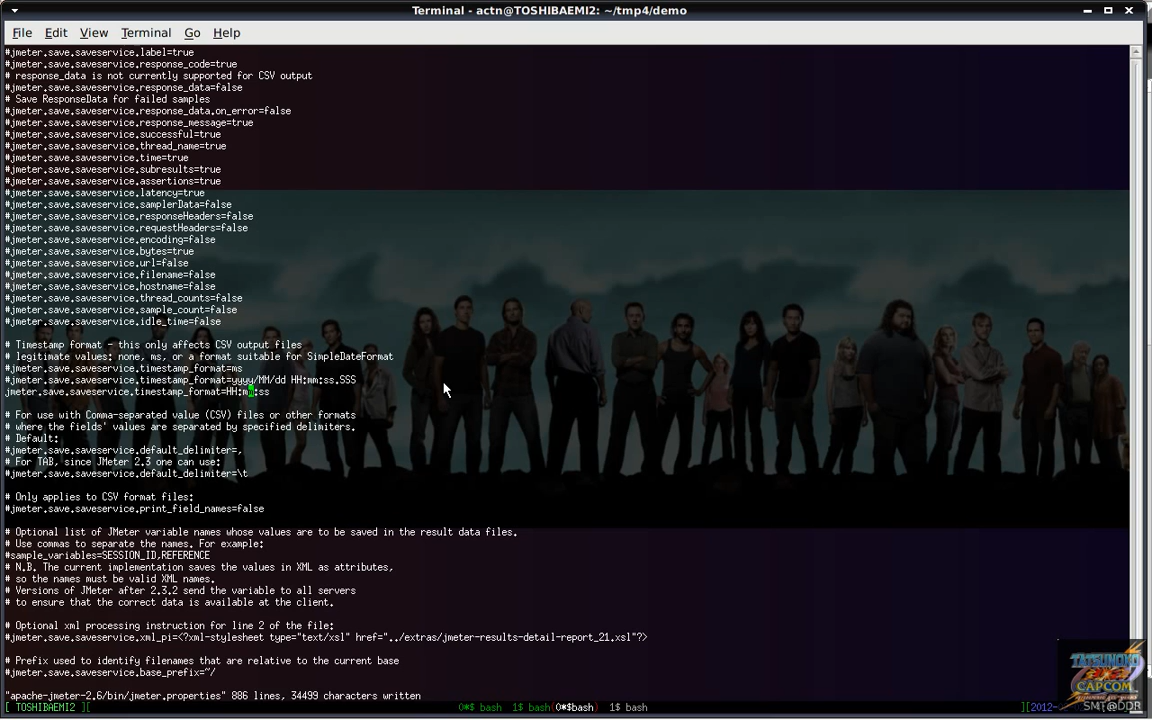 Terminal - actn@TOSHIBAEMI2: ~/tmp4/demo
File Edit View Terminal Go Help
#jmeter.save.saveservice.label=true
#jmeter.save.saveservice.response_code=true
# response_data is not currently supported for CSV output
#jmeter.save.saveservice.response_data=false
# Save ResponseData for failed samples
#jmeter.save.saveservice.response_data.on_error=false
#jmeter.save.saveservice.response_message=true
#jmeter.save.saveservice.successful=true
#jmeter.save.saveservice.thread_name=true
#jmeter.save.saveservice.time=true
#jmeter.save.saveservice.subresults=true
#jmeter.save.saveservice.assertions=true
#jmeter.save.saveservice.latency=true
#jmeter.save.saveservice.samplerData=false
#jmeter.save.saveservice.responseHeaders=false
#jmeter.save.saveservice.requestHeaders=false
#jmeter.save.saveservice.encoding=false
#jmeter.save.saveservice.bytes=true
#jmeter.save.saveservice.url=false
#jmeter.save.saveservice.filename=false
#jmeter.save.saveservice.hostname=false
#jmeter.save.saveservice.thread_counts=false
#jmeter.save.saveservice.sample_count=false
#jmeter.save.saveservice.idle_time=false
# Timestamp format - this only affects CSV output files
# legitimate values: none, ms, or a format suitable for SimpleDateFormat
#jmeter.save.saveservice.timestamp_format=ms
#jmeter.save.saveservice.timestamp_format=yyyy/MM/dd HH:mm:ss.SSS
jmeter.save.saveservice.timestamp_format=HH:mm:ss
# For use with Comma-separated value (CSV) files or other formats
# where the fields' values are separated by specified delimiters.
# Default:
#jmeter.save.saveservice.default_delimiter=,
# For TAB, since JMeter 2.3 one can use:
#jmeter.save.saveservice.default_delimiter=\t
# Only applies to CSV format files:
#jmeter.save.saveservice.print_field_names=false
# Optional list of JMeter variable names whose values are to be saved in the result data files.
# Use commas to separate the names. For example:
#sample_variables=SESSION_ID,REFERENCE
# N.B. The current implementation saves the values in XML as attributes,
# so the names must be valid XML names.
# Versions of JMeter after 2.3.2 send the variable to all servers
# to ensure that the correct data is available at the client.
# Optional xml processing instruction for line 2 of the file:
#jmeter.save.saveservice.xml_pi=<?xml-stylesheet type="text/xsl" href="../extras/jmeter-results-detail-report_21.xsl"?>
# Prefix used to identify filenames that are relative to the current base
#jmeter.save.saveservice.base_prefix=~/
"apache-jmeter-2.6/bin/jmeter.properties" 886 lines, 34499 characters written
[ TOSHIBAEMI2 ][ 0*$ bash 1$ bash(0*$bash) 1$ bash ][2012-
TATSUNOKO
CAPCOM
SMT@DDR